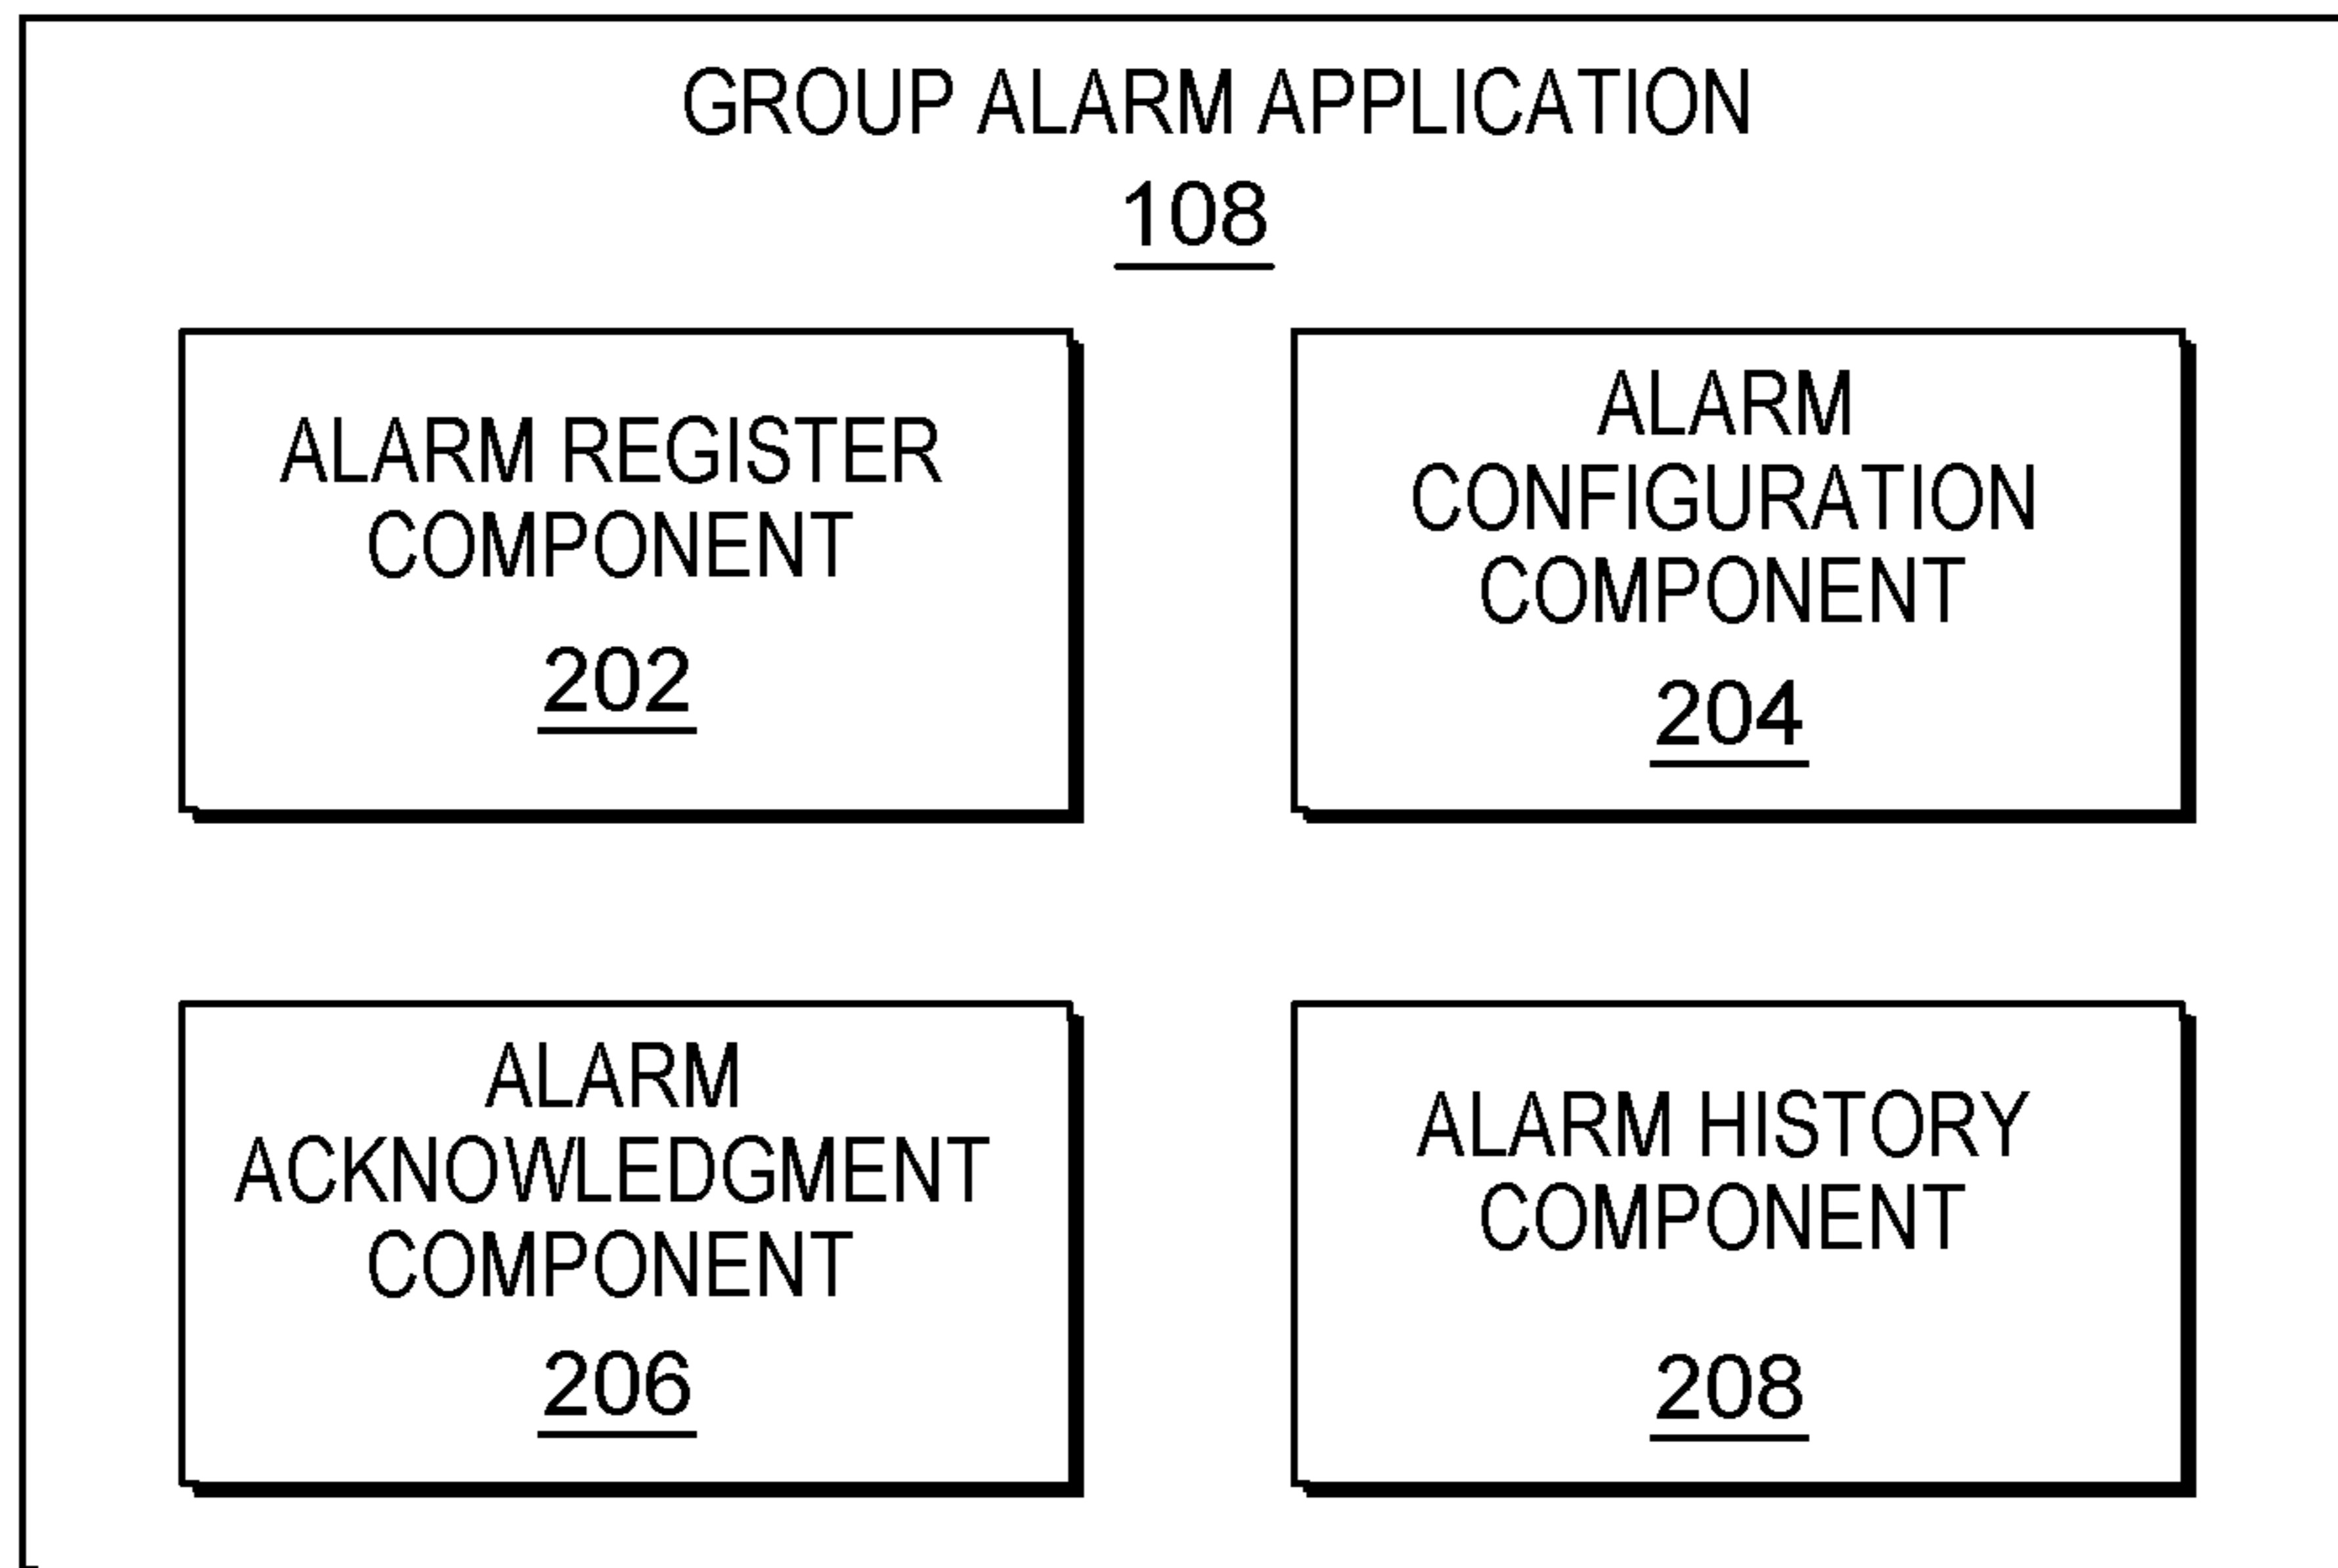 GROUP ALARM APPLICATION
108
ALARM REGISTER
COMPONENT
202
ALARM
CONFIGURATION
COMPONENT
204
ALARM
ACKNOWLEDGMENT
COMPONENT
206
ALARM HISTORY
COMPONENT
208